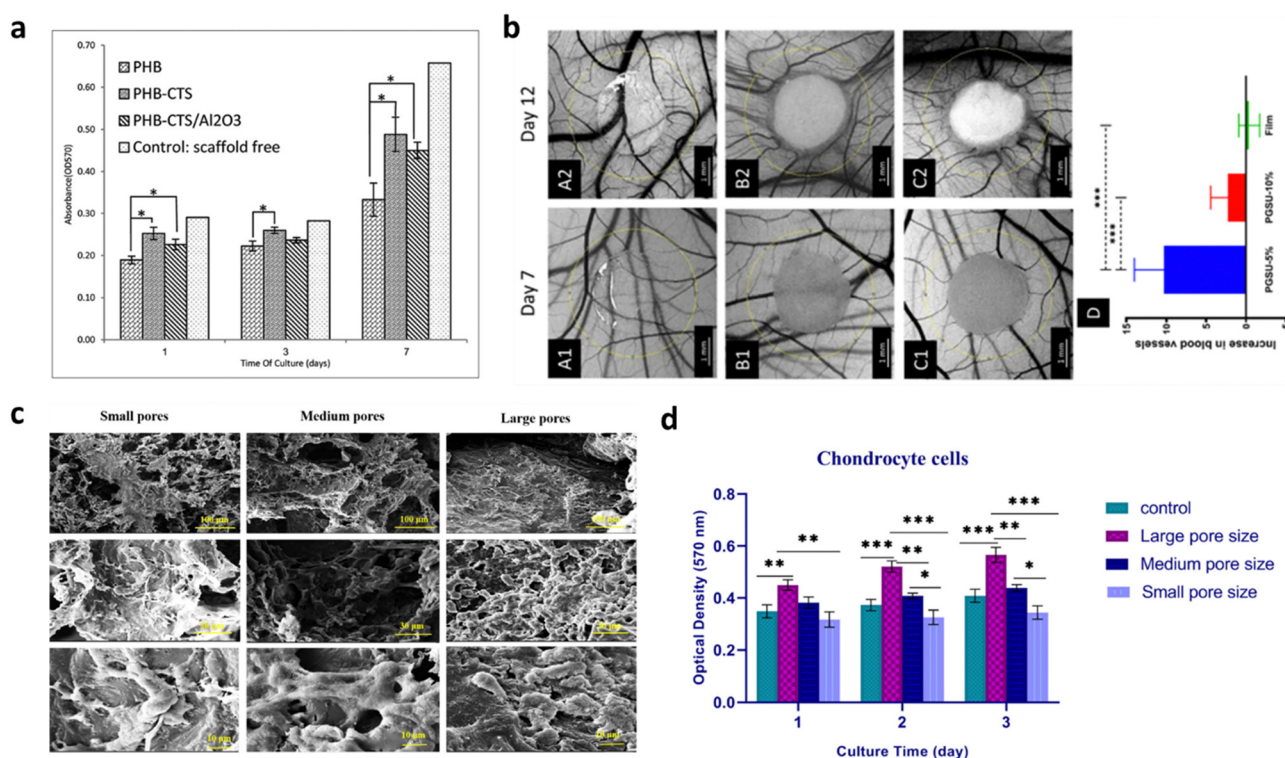 a
0.70
0.60
0.50
0.40
0.30
0.20
0.10
0.00
Absorbance(OD570)
PHB
PHB-CTS
PHB-CTS/Al2O3
Control: scaffold free
*
*
*
*
*
1
3
7
Time Of Culture (days)
b
Day 12
Day 7
A2
1 mm
B2
1 mm
C2
1 mm
A1
1 mm
B1
1 mm
C1
1 mm
D
Increase in blood vessels
15
10
5
0
PGSU-5%
PGSU-10%
Film
***
***
c
Small pores
Medium pores
Large pores
100 µm
100 µm
30 µm
10 µm
10 µm
d
Chondrocyte cells
Optical Density (570 nm)
0.8
0.6
0.4
0.2
0.0
**
**
***
***
**
*
***
***
**
*
1
2
3
Culture Time (day)
control
Large pore size
Medium pore size
Small pore size